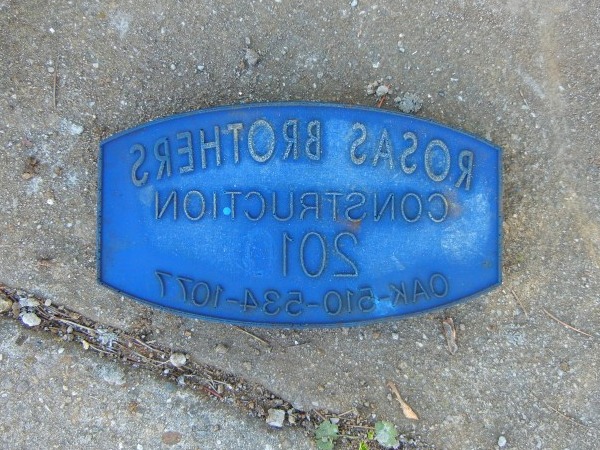 ROSAS BROTHERS
CONSTRUCTION
201
OAK-510-534-1077